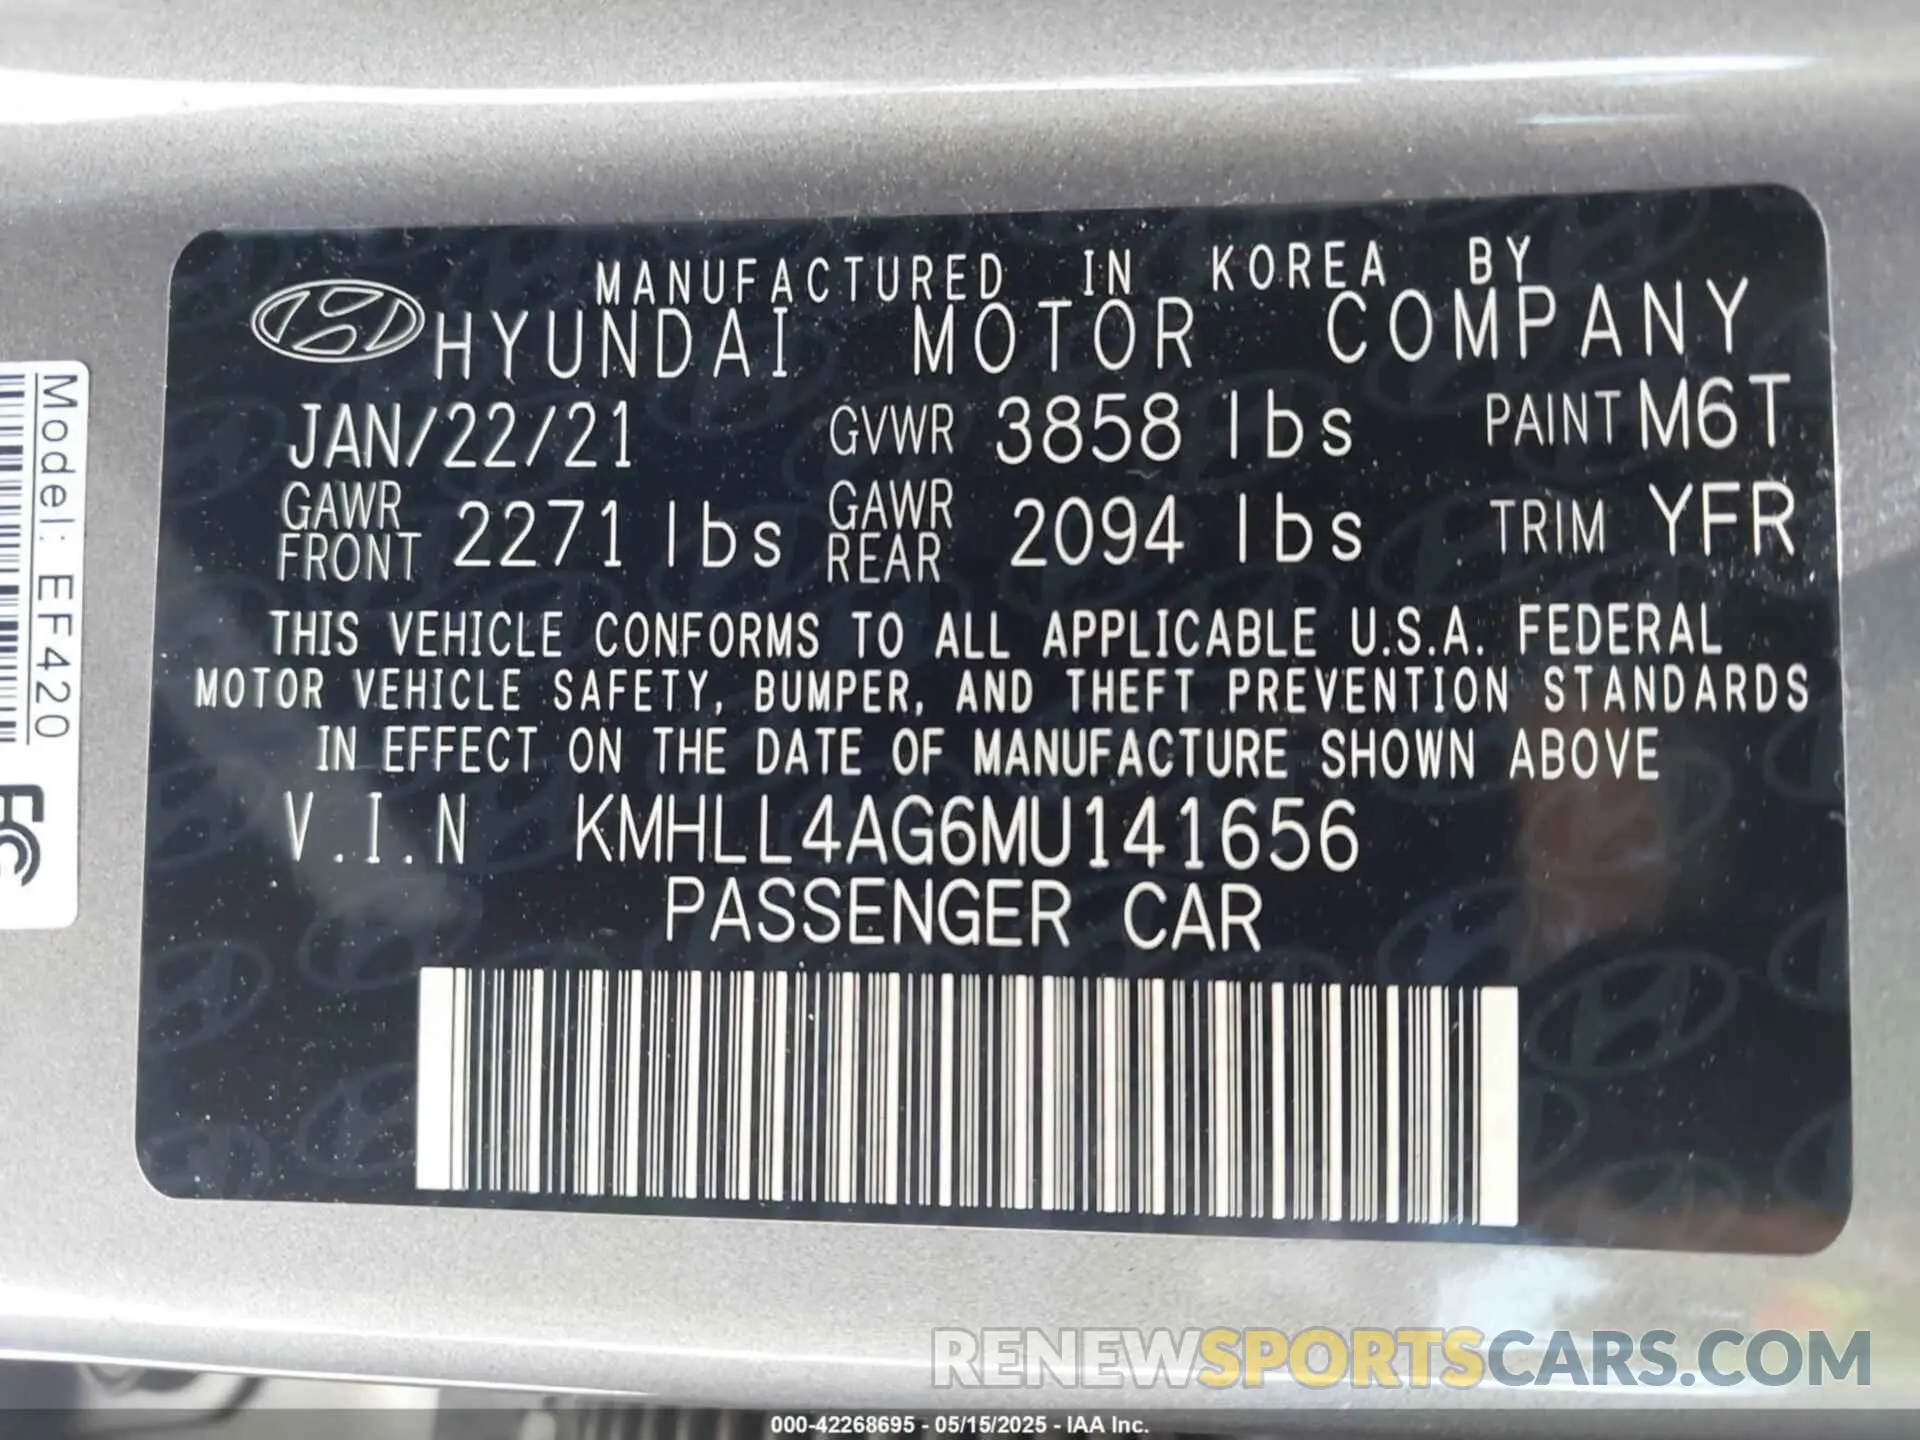 MANUFACTURED IN KOREA BY
HYUNDAI MOTOR COMPANY
JAN/22/21 GVWR 3858 lbs PAINT M6T
GAWR FRONT 2271 lbs GAWR REAR 2094 lbs TRIM YFR
THIS VEHICLE CONFORMS TO ALL APPLICABLE U.S.A. FEDERAL
MOTOR VEHICLE SAFETY, BUMPER, AND THEFT PREVENTION STANDARDS
IN EFFECT ON THE DATE OF MANUFACTURE SHOWN ABOVE
V.I.N KMHLL4AG6MU141656
PASSENGER CAR
Model: EF420
FC
RENEWSPORTSCARS.COM
000-42268695 - 05/15/2025 - IAA Inc.